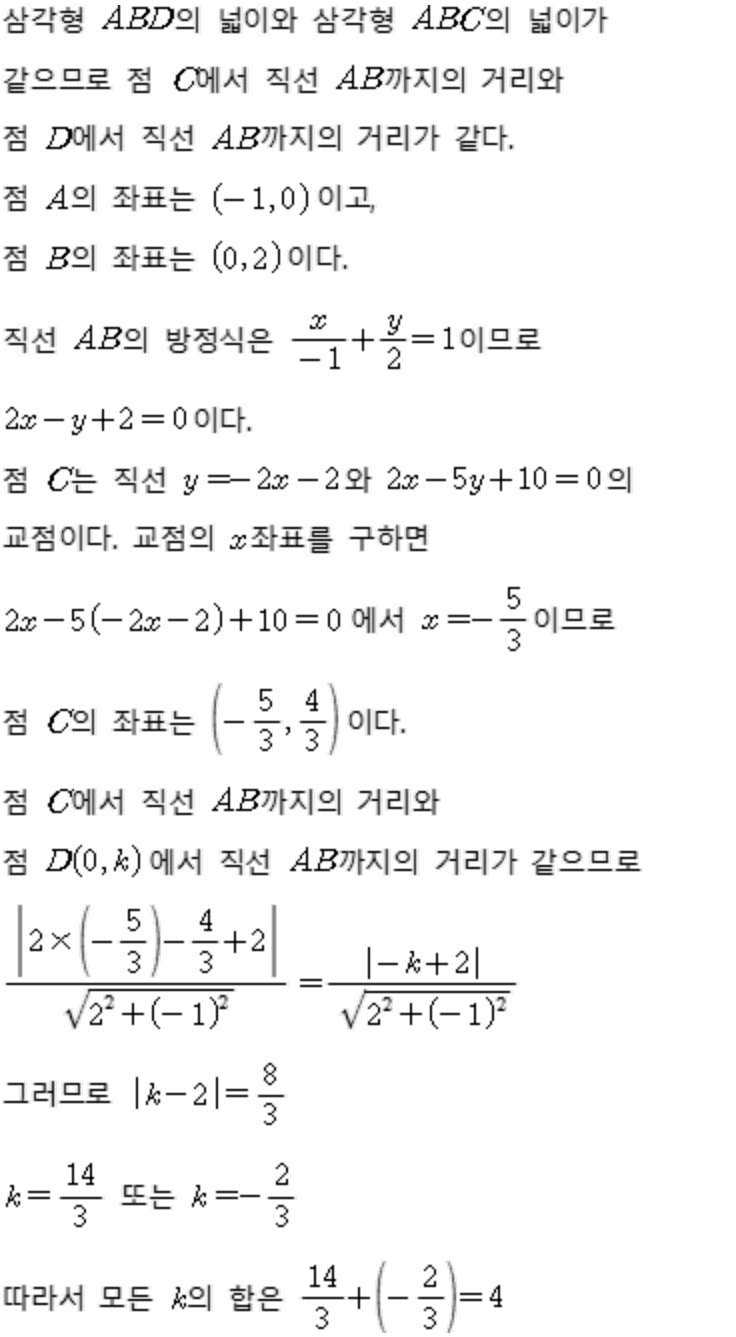 삼각형 ABD의 넓이와 삼각형 ABC의 넓이가
같으므로 점 C에서 직선 AB까지의 거리와
점 D에서 직선 AB까지의 거리가 같다.
점 A의 좌표는 (−1,0)이고,
점 B의 좌표는 (0,2)이다.
직선 AB의 방정식은 x/−1 + y/2 = 1이므로
2x−y+2=0이다.
점 C는 직선 y=−2x−2와 2x−5y+10=0의
교점이다. 교점의 x좌표를 구하면
2x−5(−2x−2)+10=0 에서 x=−5/3 이므로
점 C의 좌표는 (−5/3, 4/3)이다.
점 C에서 직선 AB까지의 거리와
점 D(0,k)에서 직선 AB까지의 거리가 같으므로
|2×(−5/3)−4/3+2| / √(2²+(−1)²) = |−k+2| / √(2²+(−1)²)
그러므로 |k−2|=8/3
k=14/3 또는 k=−2/3
따라서 모든 k의 합은 14/3+(−2/3)=4